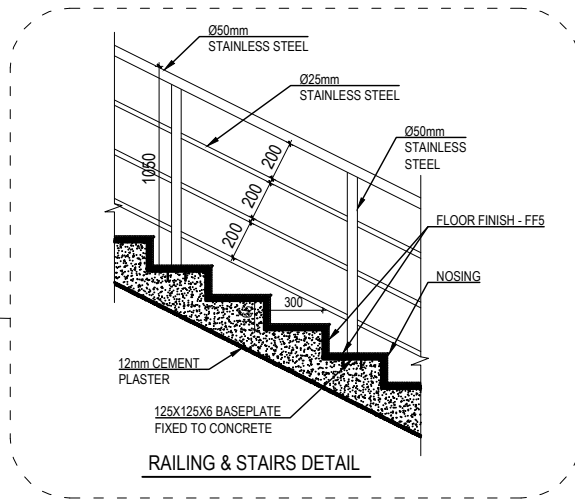 Ø50mm
STAINLESS STEEL
Ø25mm
STAINLESS STEEL
Ø50mm
STAINLESS
STEEL
1050
200
200
200
FLOOR FINISH - FF5
NOSING
300
12mm CEMENT
PLASTER
125X125X6 BASEPLATE
FIXED TO CONCRETE
RAILING & STAIRS DETAIL